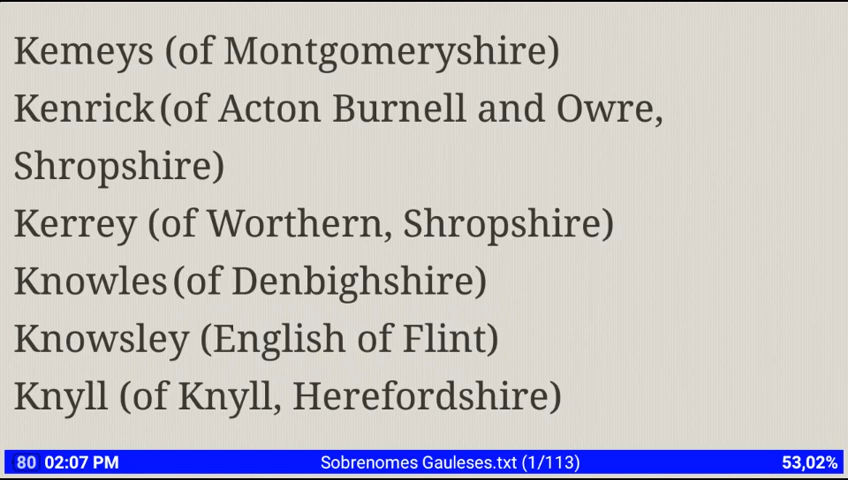 Kemeys (of Montgomeryshire)
Kenrick (of Acton Burnell and Owre,
Shropshire)
Kerrey (of Worthern, Shropshire)
Knowles (of Denbighshire)
Knowsley (English of Flint)
Knyll (of Knyll, Herefordshire)
80 02:07 PM Sobrenomes Gauleses.txt (1/113) 53,02%